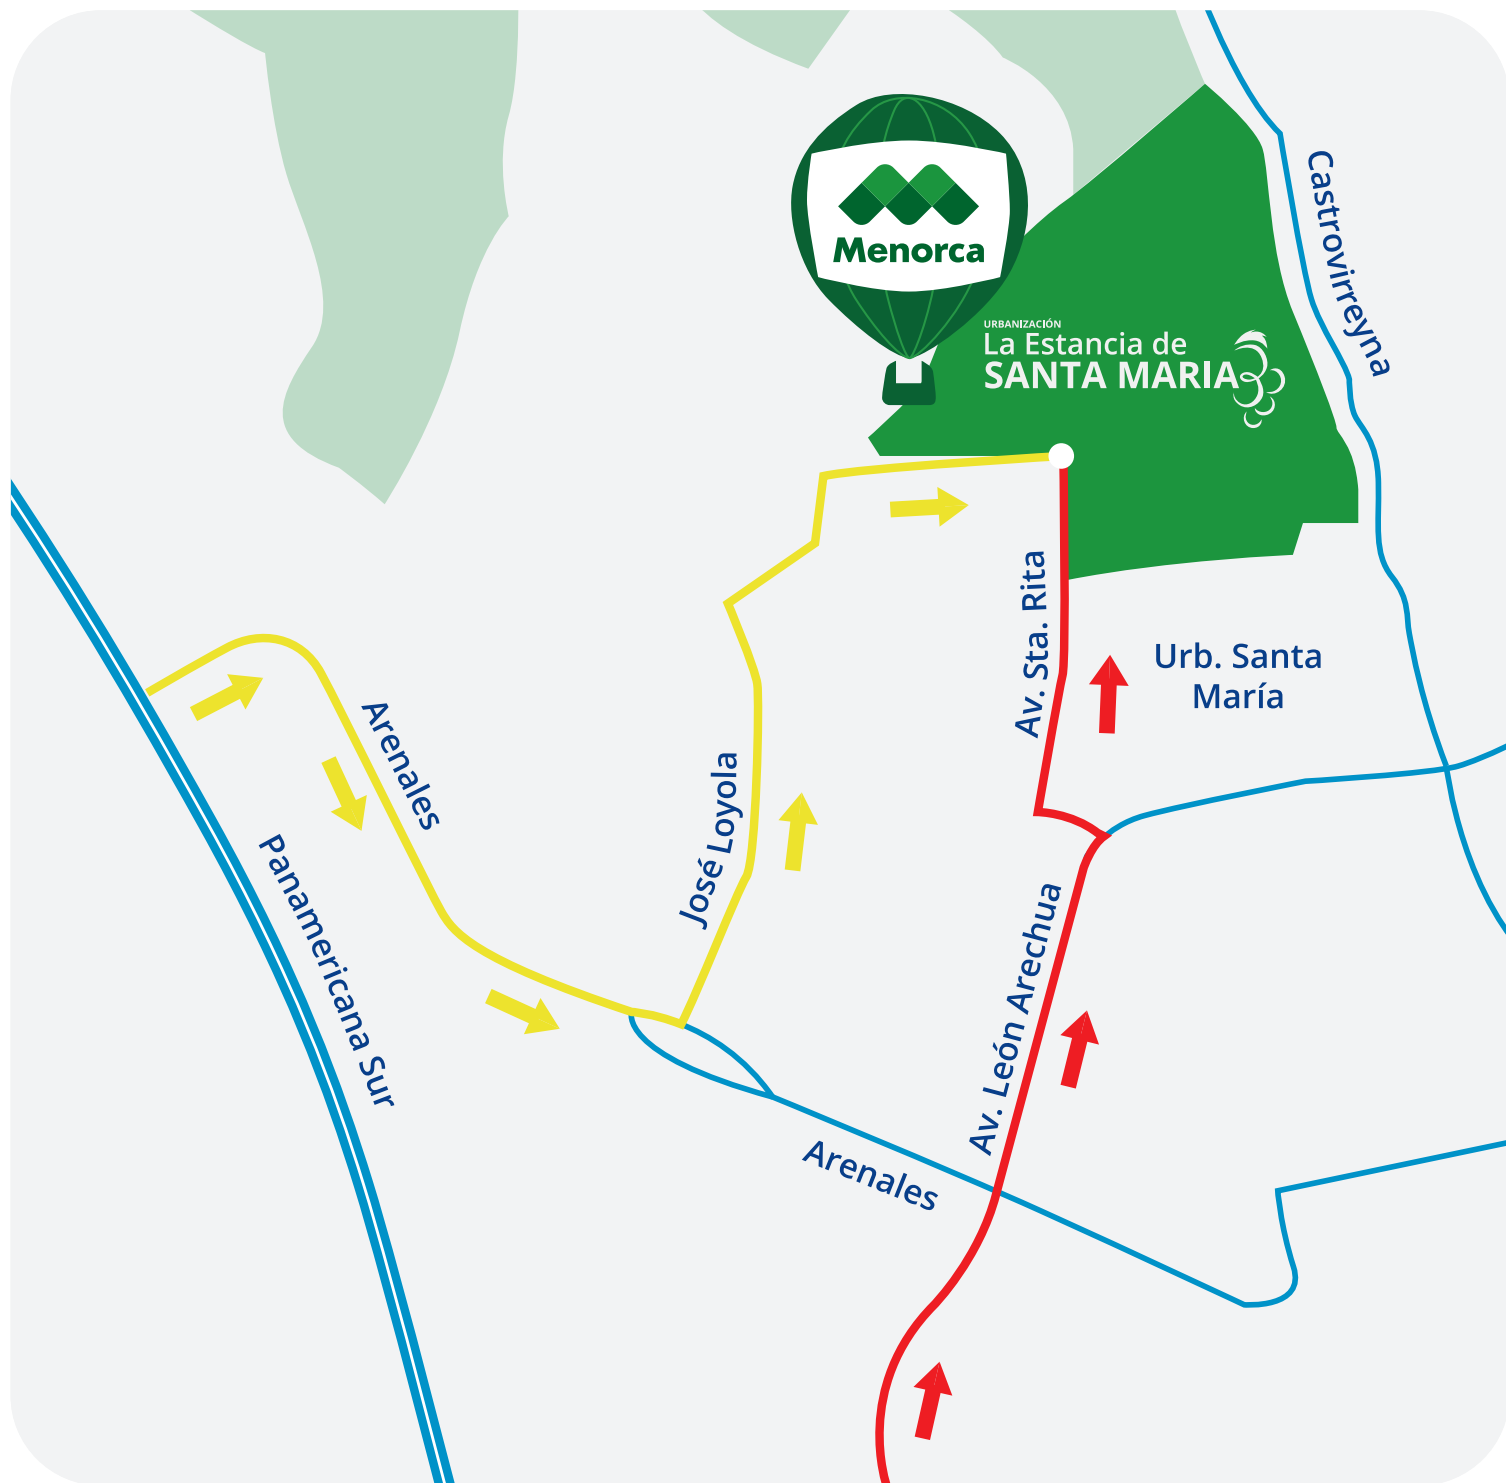 Castrovirreyna
Menorca
URBANIZACIÓN
La Estancia de
SANTA MARIA
Av. Sta. Rita
Urb. Santa
María
Arenales
José Loyola
Panamericana Sur
Av. León Arechua
Arenales